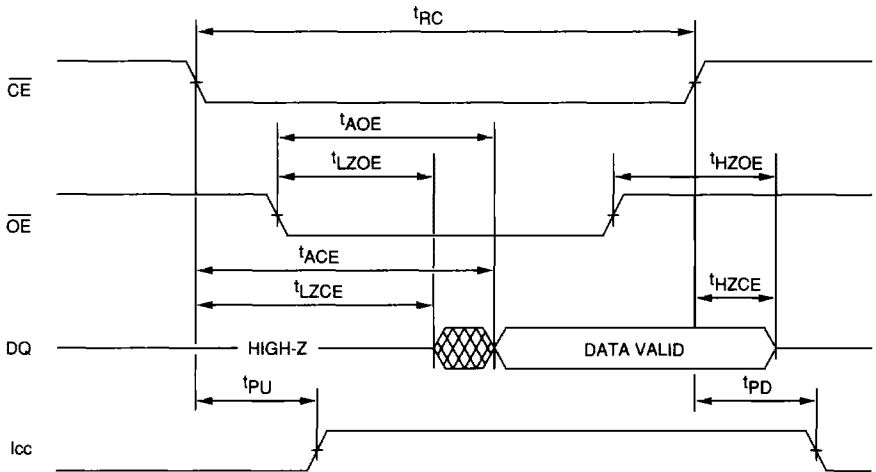 tRC
CE
tAOE
tLZOE
tHZOE
OE
tACE
tLZCE
tHZCE
DQ
HIGH-Z
DATA VALID
tPU
tPD
Icc